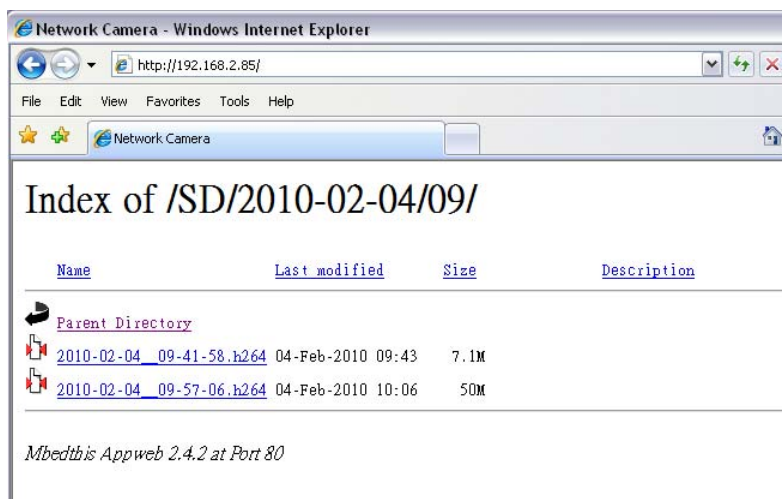 Network Camera - Windows Internet Explorer
http://192.168.2.85/
File Edit View Favorites Tools Help
Network Camera
Index of /SD/2010-02-04/09/
Name Last modified Size Description
Parent Directory
2010-02-04__09-41-58.h264 04-Feb-2010 09:43 7.1M
2010-02-04__09-57-06.h264 04-Feb-2010 10:06 50M
Mbedthis Appweb 2.4.2 at Port 80